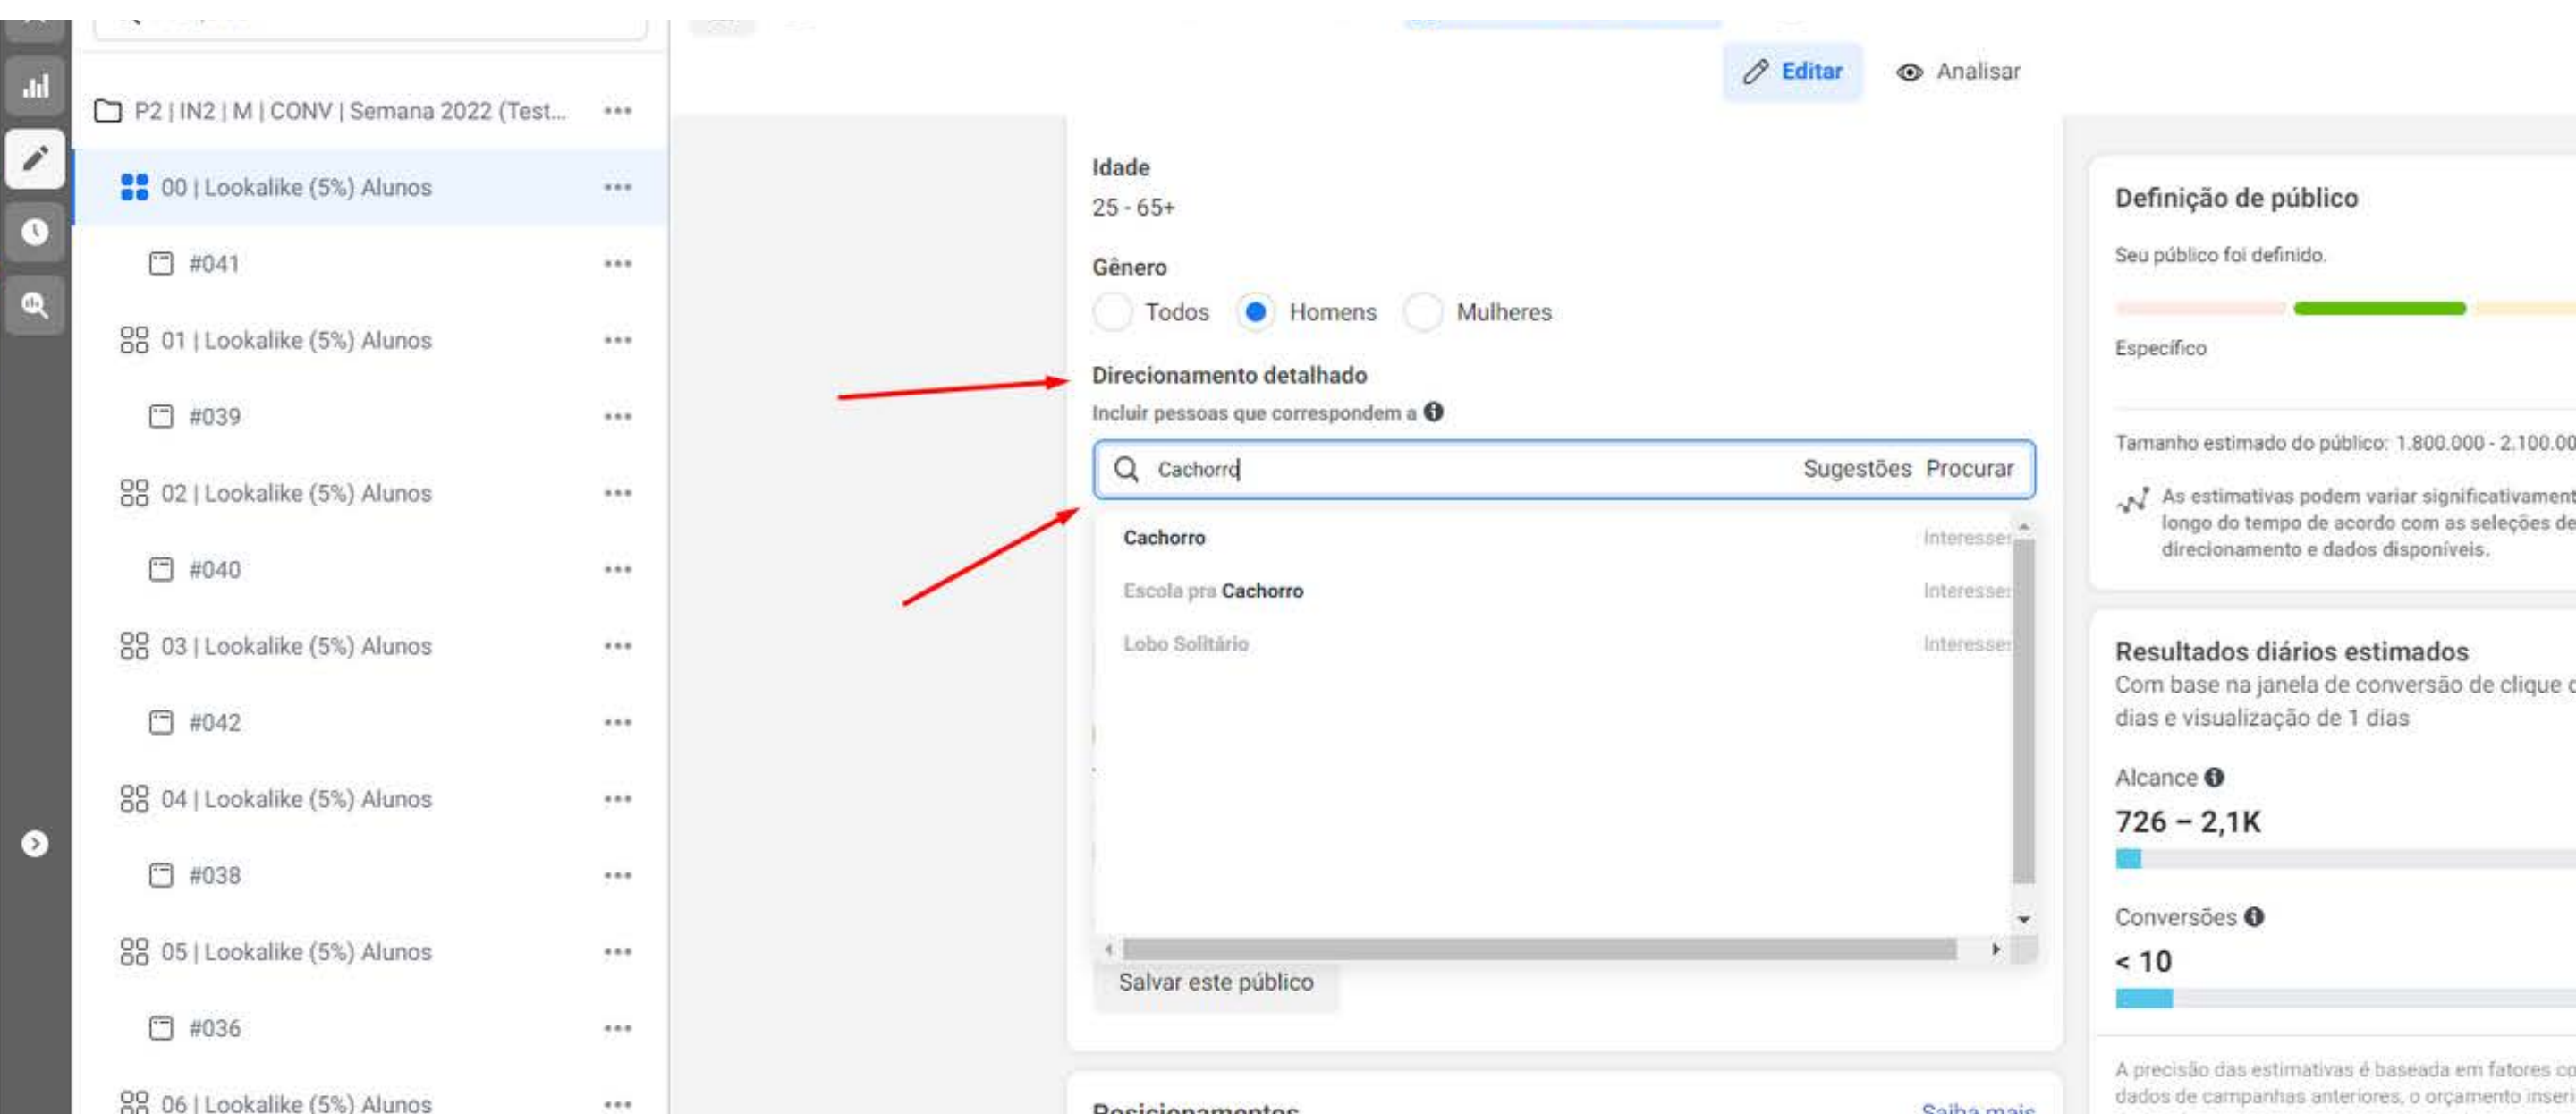 P2 | IN2 | M | CONV | Semana 2022 (Test...
00 | Lookalike (5%) Alunos
#041
01 | Lookalike (5%) Alunos
#039
02 | Lookalike (5%) Alunos
#040
03 | Lookalike (5%) Alunos
#042
04 | Lookalike (5%) Alunos
#038
05 | Lookalike (5%) Alunos
#036
06 | Lookalike (5%) Alunos
Editar
Analisar
Idade
25 - 65+
Gênero
Todos
Homens
Mulheres
Direcionamento detalhado
Incluir pessoas que correspondem a
Cachorro
Sugestões Procurar
Cachorro
Interesses
Escola pra Cachorro
Interesses
Lobo Solitário
Interesses
Salvar este público
Posicionamentos
Saiba mais
Definição de público
Seu público foi definido.
Específico
Tamanho estimado do público: 1.800.000 - 2.100.00
As estimativas podem variar significativament
longo do tempo de acordo com as seleções de
direcionamento e dados disponíveis.
Resultados diários estimados
Com base na janela de conversão de clique d
dias e visualização de 1 dias
Alcance
726 – 2,1K
Conversões
< 10
A precisão das estimativas é baseada em fatores co
dados de campanhas anteriores, o orçamento inser